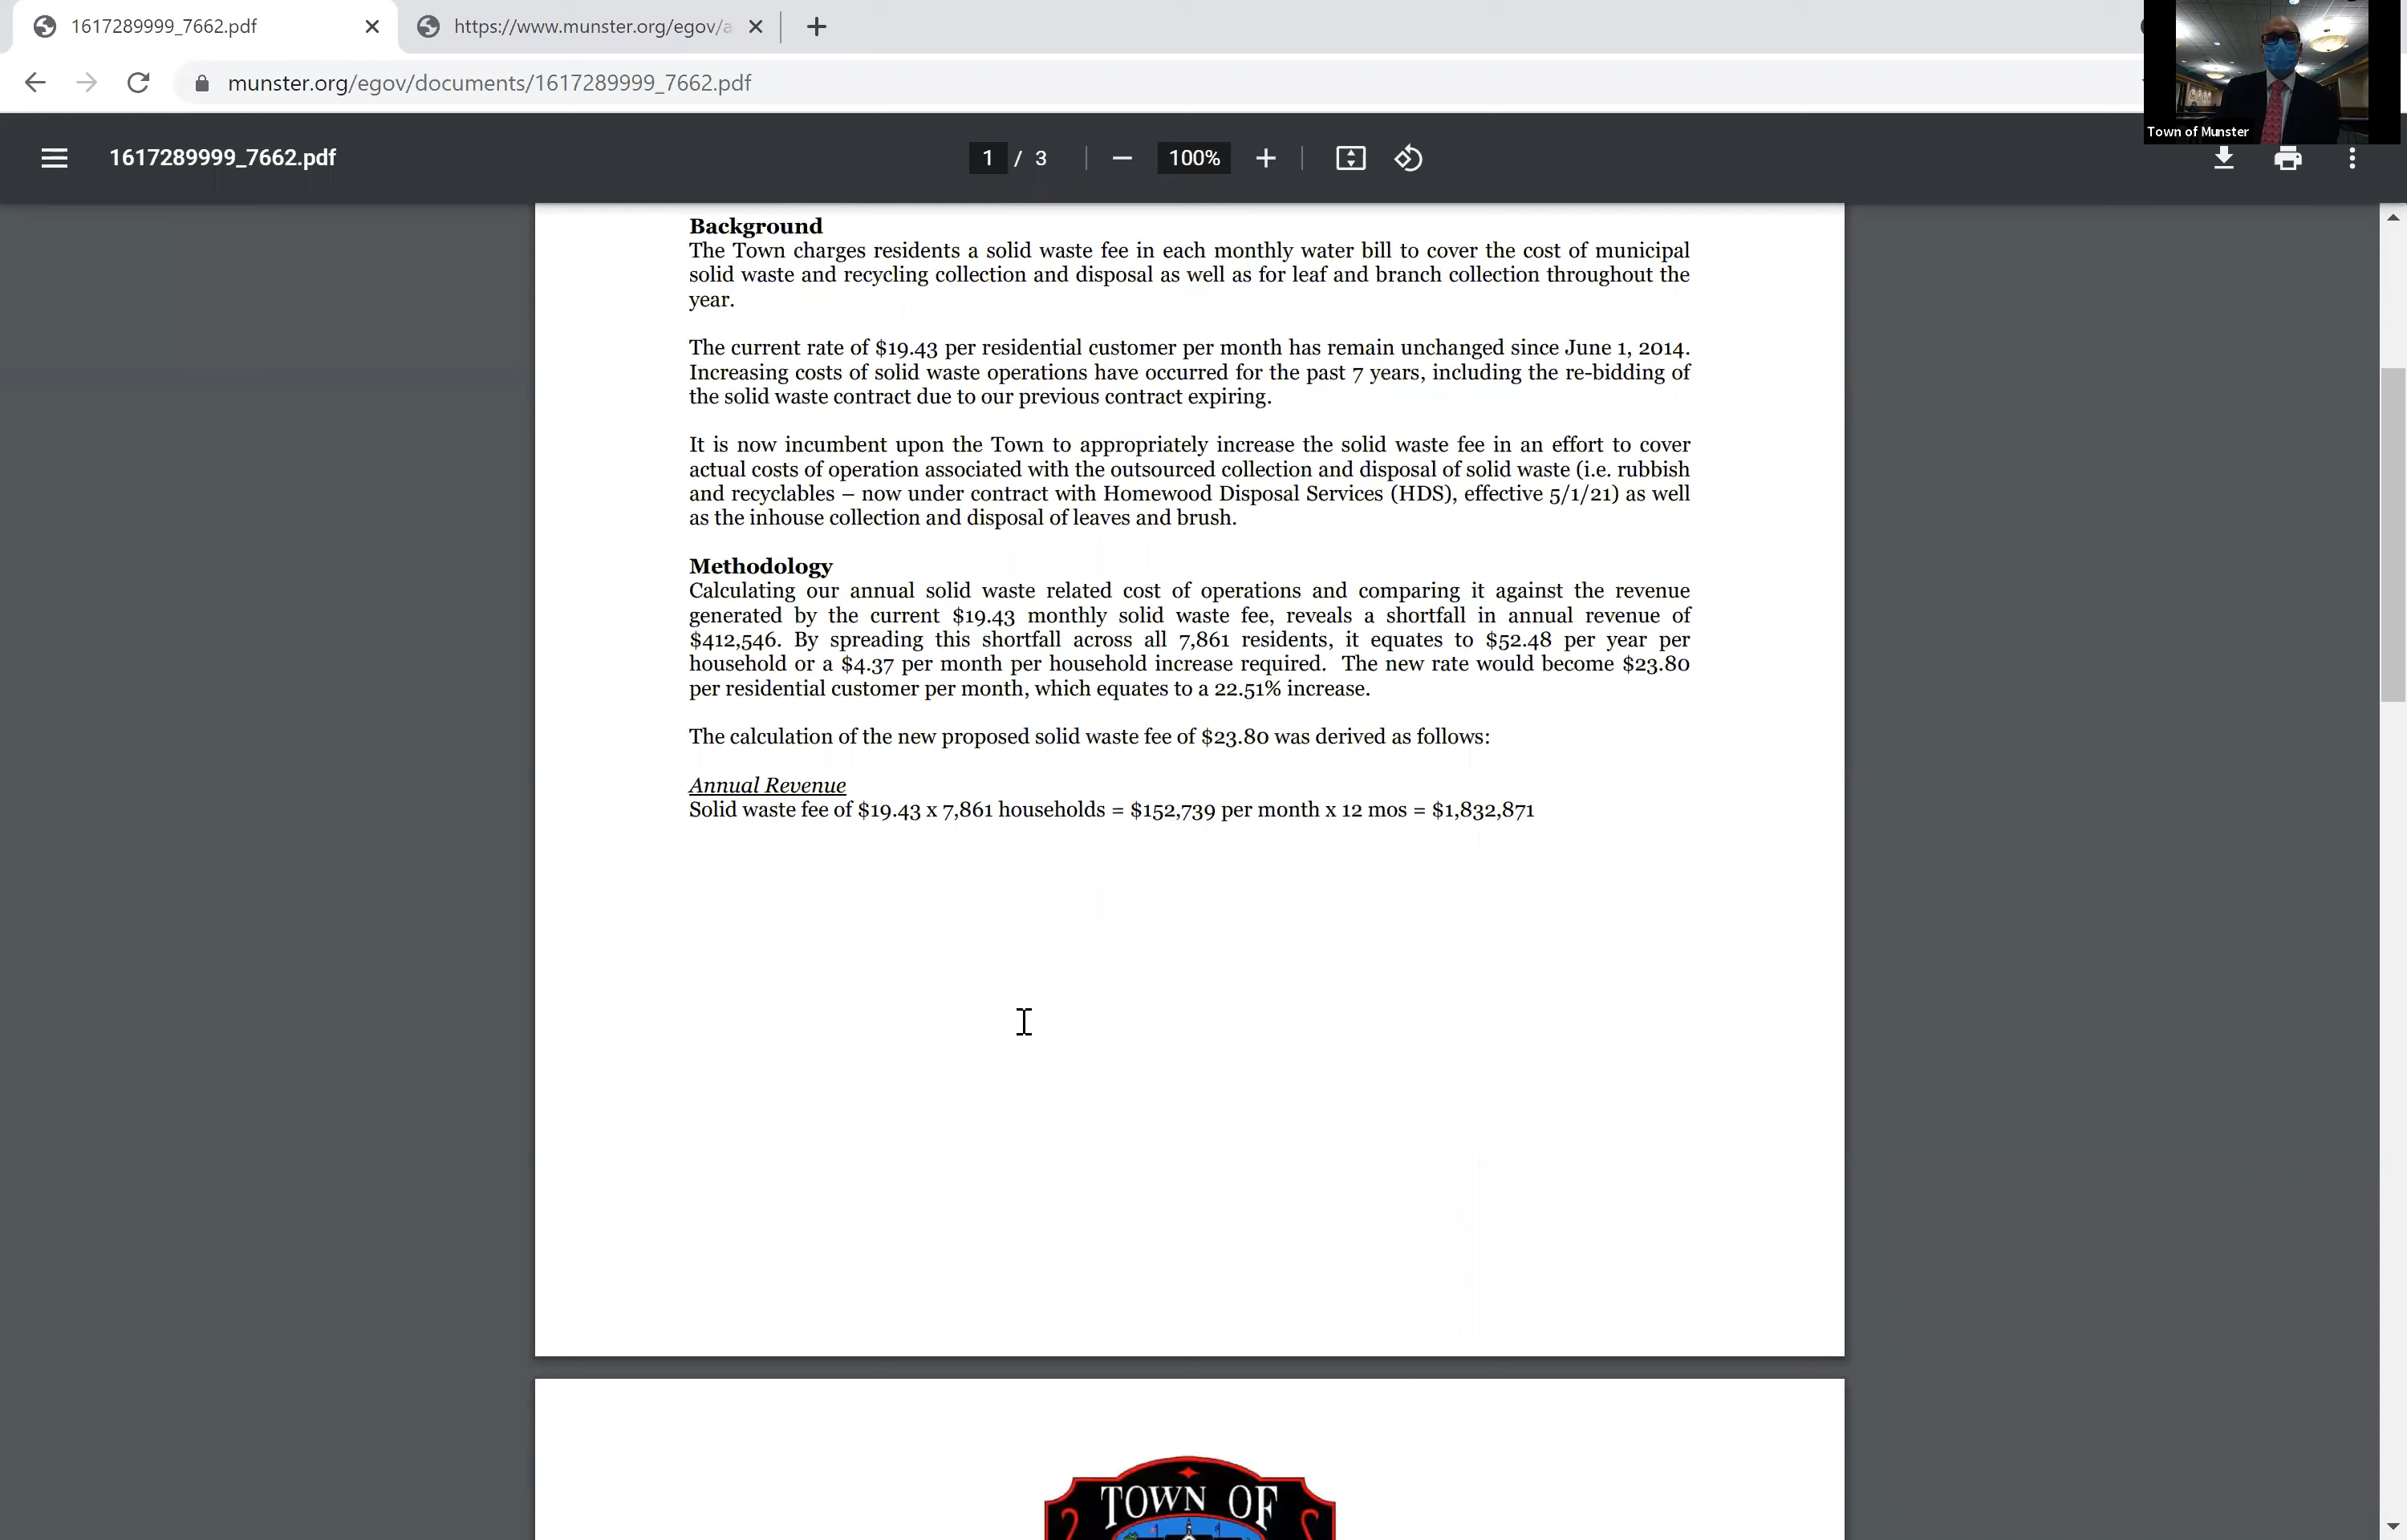 1617289999_7662.pdf
https://www.munster.org/egov/a
munster.org/egov/documents/1617289999_7662.pdf
Town of Munster
1617289999_7662.pdf
1 / 3
100%
Background
The Town charges residents a solid waste fee in each monthly water bill to cover the cost of municipal
solid waste and recycling collection and disposal as well as for leaf and branch collection throughout the
year.
The current rate of $19.43 per residential customer per month has remain unchanged since June 1, 2014.
Increasing costs of solid waste operations have occurred for the past 7 years, including the re-bidding of
the solid waste contract due to our previous contract expiring.
It is now incumbent upon the Town to appropriately increase the solid waste fee in an effort to cover
actual costs of operation associated with the outsourced collection and disposal of solid waste (i.e. rubbish
and recyclables – now under contract with Homewood Disposal Services (HDS), effective 5/1/21) as well
as the inhouse collection and disposal of leaves and brush.
Methodology
Calculating our annual solid waste related cost of operations and comparing it against the revenue
generated by the current $19.43 monthly solid waste fee, reveals a shortfall in annual revenue of
$412,546. By spreading this shortfall across all 7,861 residents, it equates to $52.48 per year per
household or a $4.37 per month per household increase required. The new rate would become $23.80
per residential customer per month, which equates to a 22.51% increase.
The calculation of the new proposed solid waste fee of $23.80 was derived as follows:
Annual Revenue
Solid waste fee of $19.43 x 7,861 households = $152,739 per month x 12 mos = $1,832,871
TOWN OF